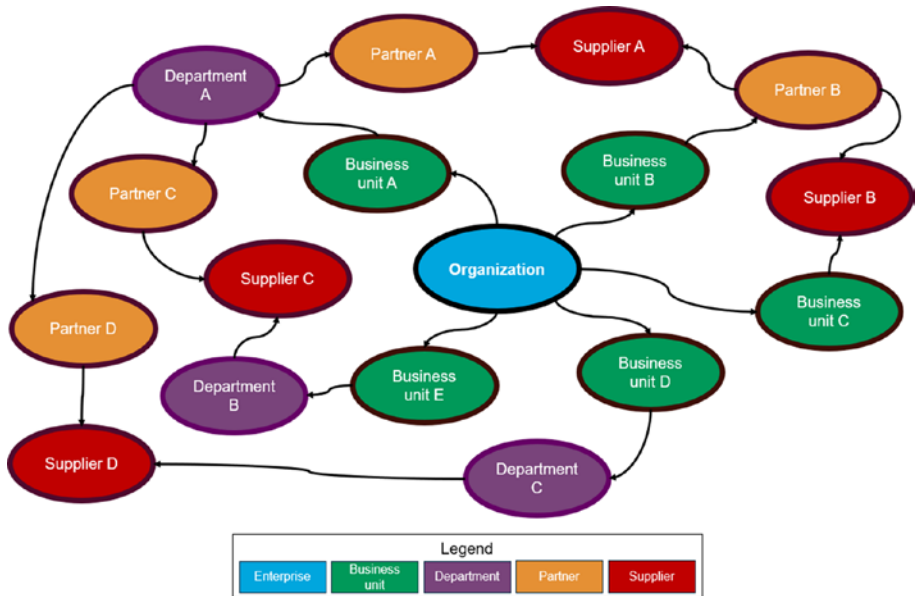 Partner A
Supplier A
Department
A
Partner B
Business
unit A
Business
unit B
Partner C
Supplier B
Organization
Supplier C
Business
unit C
Partner D
Department
B
Business
unit E
Business
unit D
Supplier D
Department
C
Legend
Enterprise
Business
unit
Department
Partner
Supplier